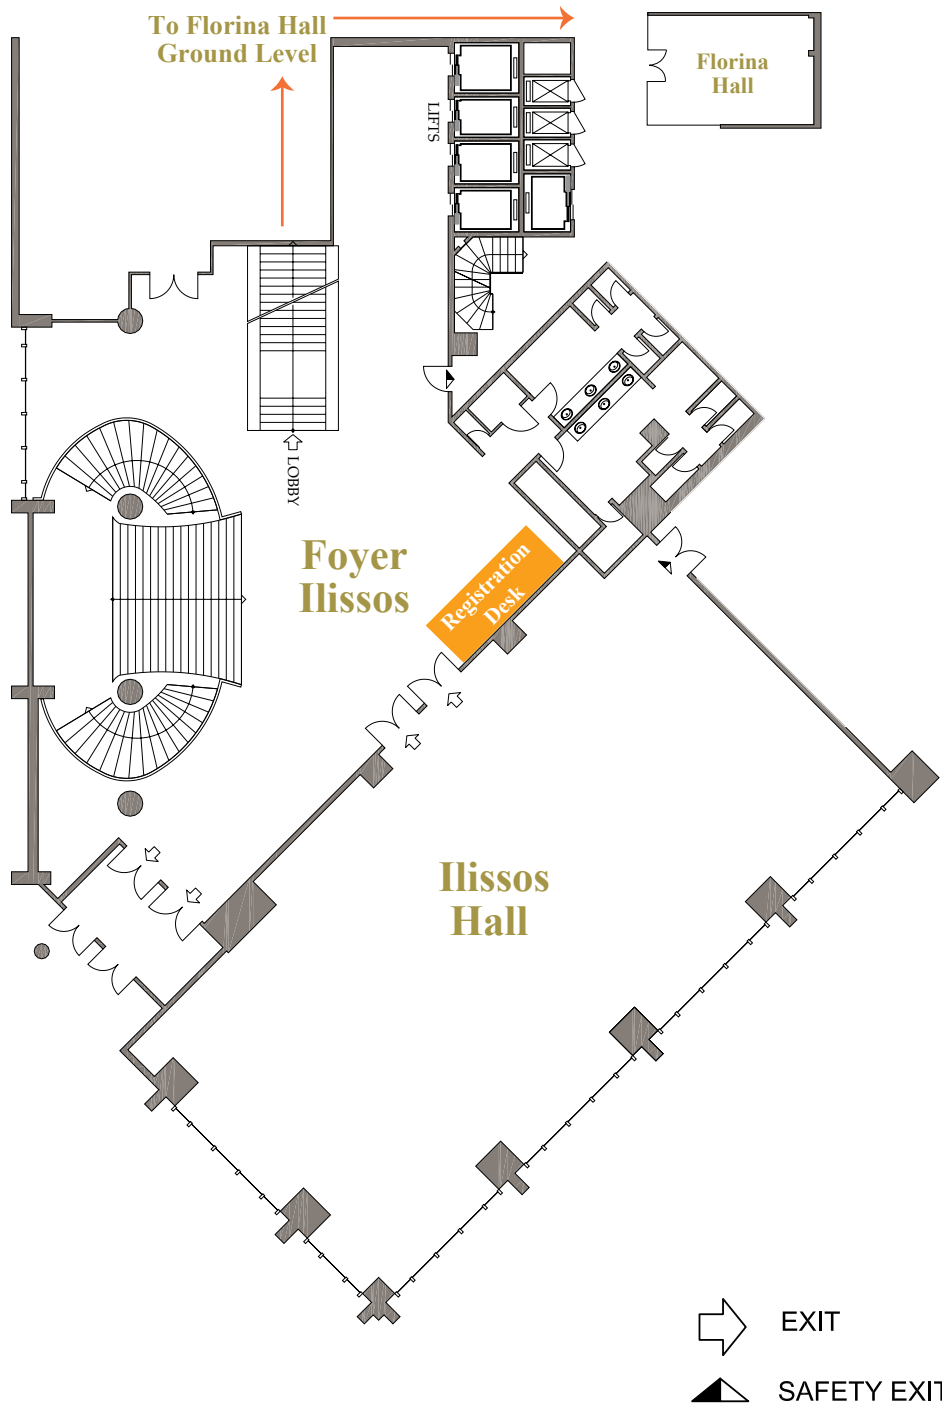 To Florina Hall
Ground Level
Florina
Hall
LIFTS
LOBBY
Foyer
Ilissos
Registration
Desk
Ilissos
Hall
EXIT
SAFETY EXIT